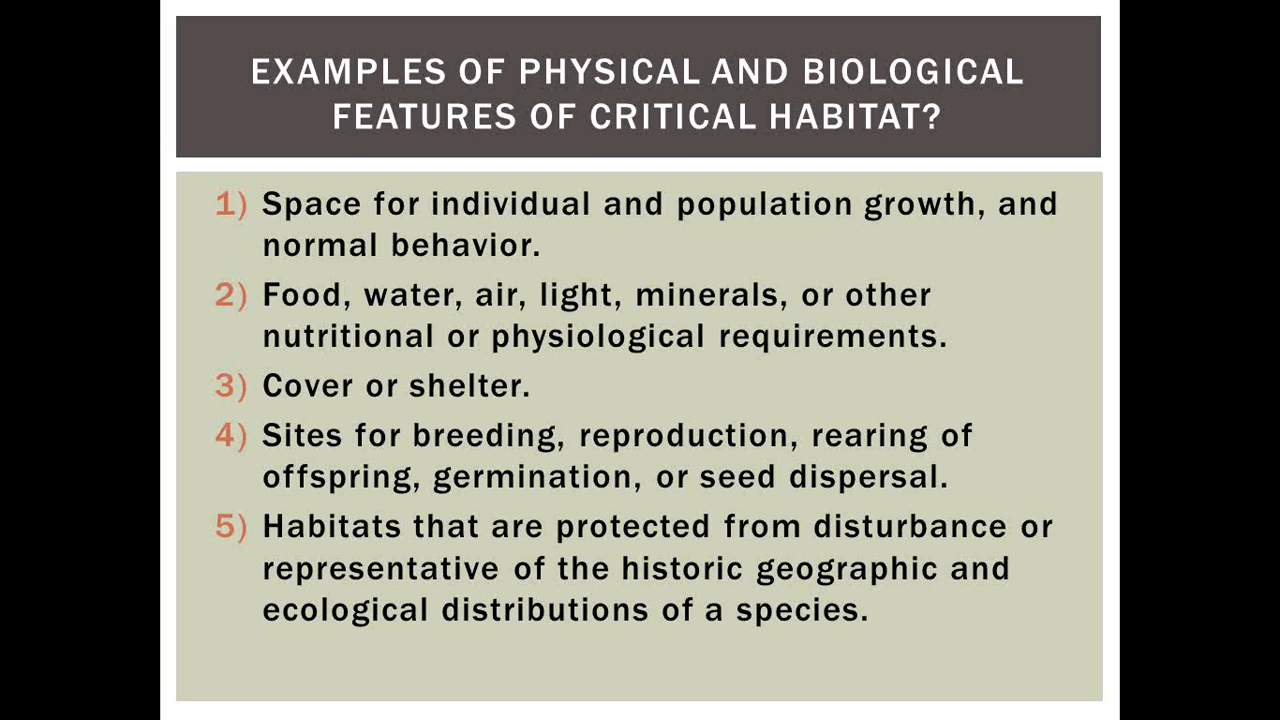 EXAMPLES OF PHYSICAL AND BIOLOGICAL
FEATURES OF CRITICAL HABITAT?
1) Space for individual and population growth, and
normal behavior.
2) Food, water, air, light, minerals, or other
nutritional or physiological requirements.
3) Cover or shelter.
4) Sites for breeding, reproduction, rearing of
offspring, germination, or seed dispersal.
5) Habitats that are protected from disturbance or
representative of the historic geographic and
ecological distributions of a species.